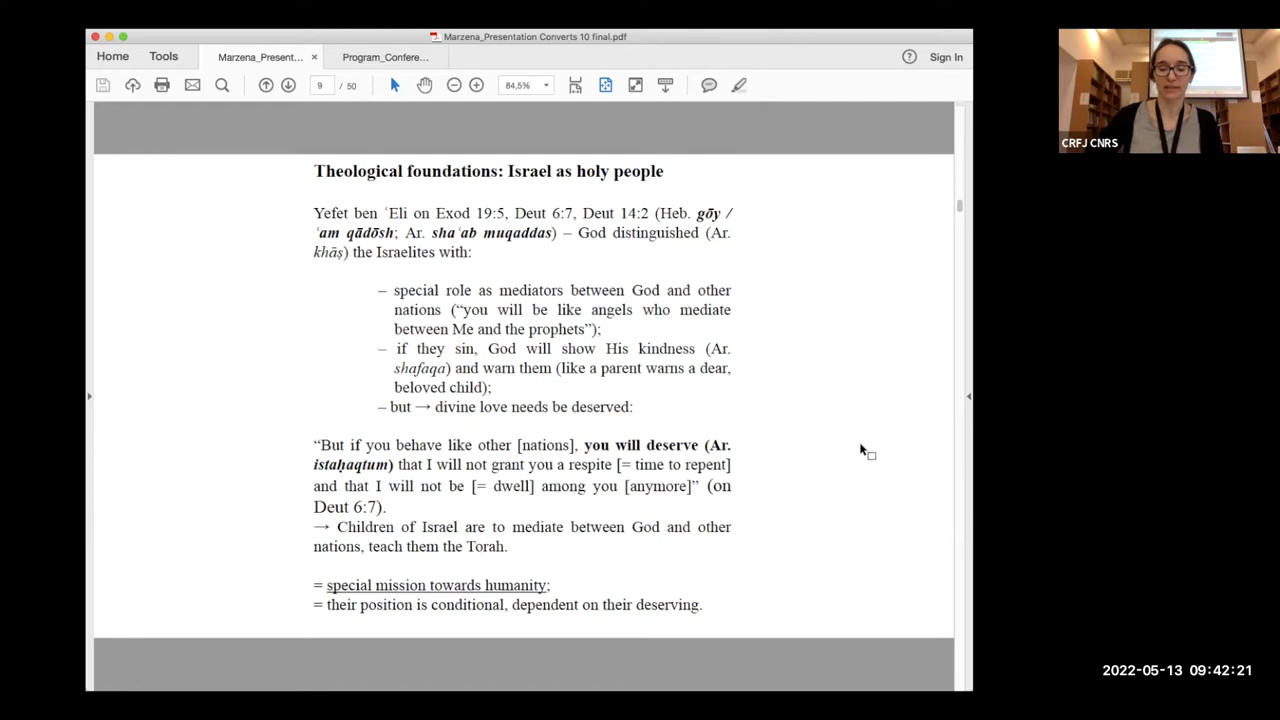 Marzena_Presentation Converts 10 final.pdf
Home Tools Marzena_Present... × Program_Confere... Sign In
9 / 50 84,5%
Theological foundations: Israel as holy people
Yefet ben ʿEli on Exod 19:5, Deut 6:7, Deut 14:2 (Heb. gōy /
ʿam qādōsh; Ar. shaʿab muqaddas) – God distinguished (Ar.
khāṣ) the Israelites with:
– special role as mediators between God and other
nations (“you will be like angels who mediate
between Me and the prophets”);
– if they sin, God will show His kindness (Ar.
shafaqa) and warn them (like a parent warns a dear,
beloved child);
– but → divine love needs be deserved:
“But if you behave like other [nations], you will deserve (Ar.
istaḥaqtum) that I will not grant you a respite [= time to repent]
and that I will not be [= dwell] among you [anymore]” (on
Deut 6:7).
→ Children of Israel are to mediate between God and other
nations, teach them the Torah.
= special mission towards humanity;
= their position is conditional, dependent on their deserving.
CRFJ CNRS
2022-05-13 09:42:21